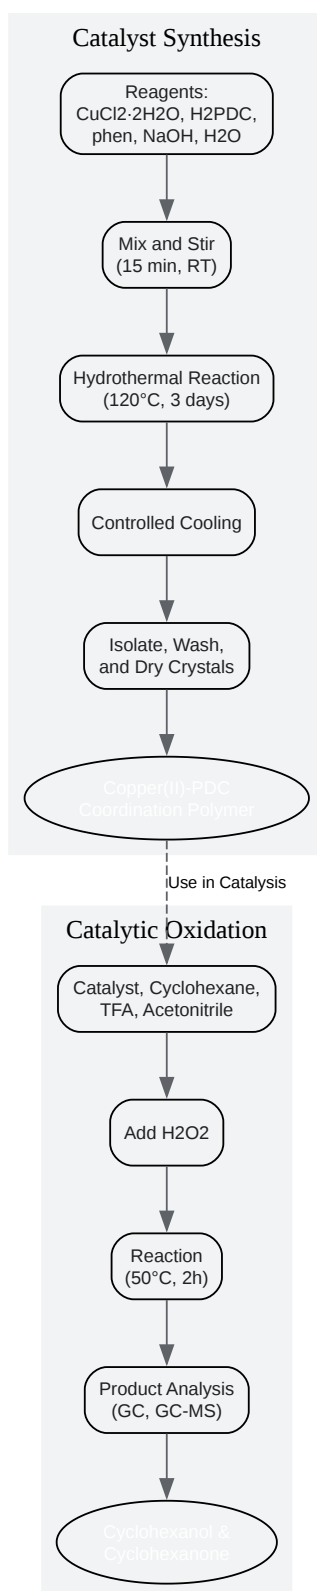 Catalyst Synthesis
Reagents:
CuCl2·2H2O, H2PDC,
phen, NaOH, H2O
Mix and Stir
(15 min, RT)
Hydrothermal Reaction
(120°C, 3 days)
Controlled Cooling
Isolate, Wash,
and Dry Crystals
Copper(II)-PDC
Coordination Polymer
Use in Catalysis
Catalytic Oxidation
Catalyst, Cyclohexane,
TFA, Acetonitrile
Add H2O2
Reaction
(50°C, 2h)
Product Analysis
(GC, GC-MS)
Cyclohexanol &
Cyclohexanone